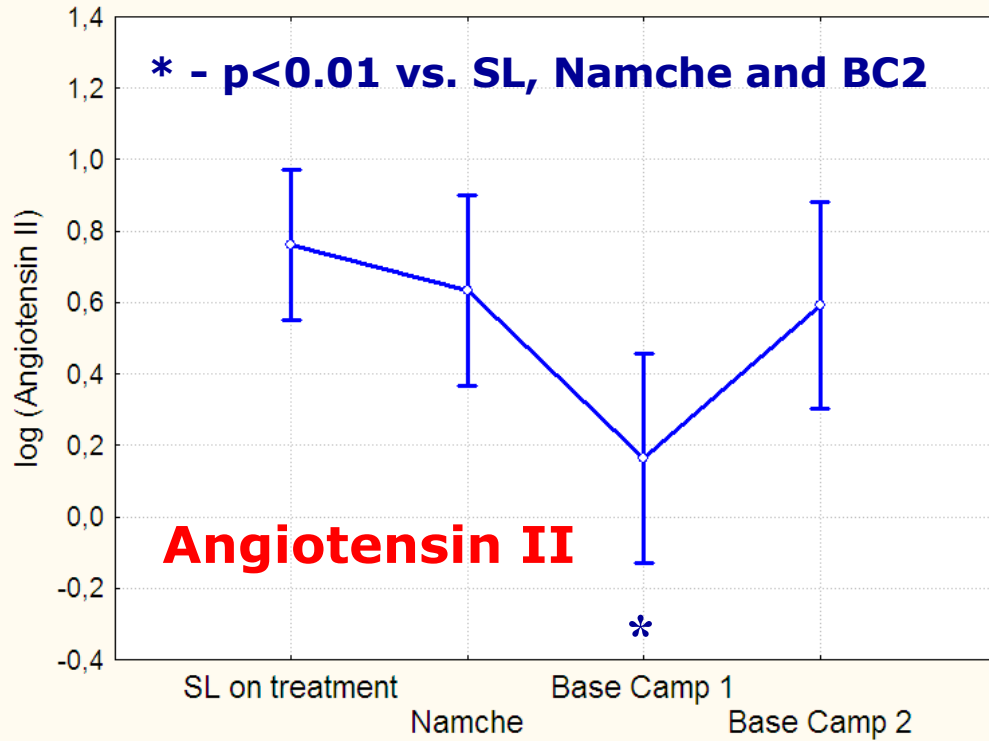 * - p<0.01 vs. SL, Namche and BC2
1,4
1,2
1,0
0,8
0,6
0,4
0,2
0,0
-0,2
-0,4
log (Angiotensin II)
Angiotensin II
*
SL on treatment
Namche
Base Camp 1
Base Camp 2